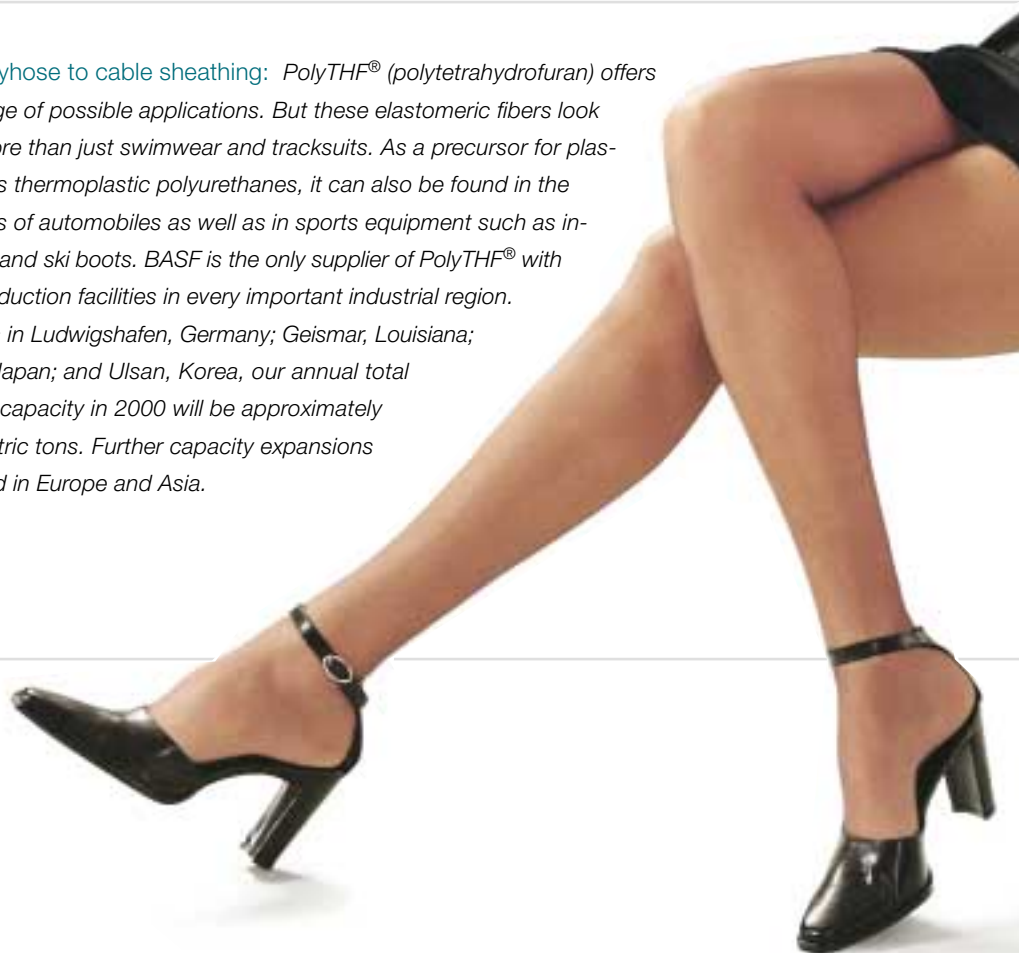 yhose to cable sheathing: PolyTHF® (polytetrahydrofuran) offers
ge of possible applications. But these elastomeric fibers look
ore than just swimwear and tracksuits. As a precursor for plas-
s thermoplastic polyurethanes, it can also be found in the
s of automobiles as well as in sports equipment such as in-
and ski boots. BASF is the only supplier of PolyTHF® with
duction facilities in every important industrial region.
in Ludwigshafen, Germany; Geismar, Louisiana;
Japan; and Ulsan, Korea, our annual total
capacity in 2000 will be approximately
tric tons. Further capacity expansions
d in Europe and Asia.